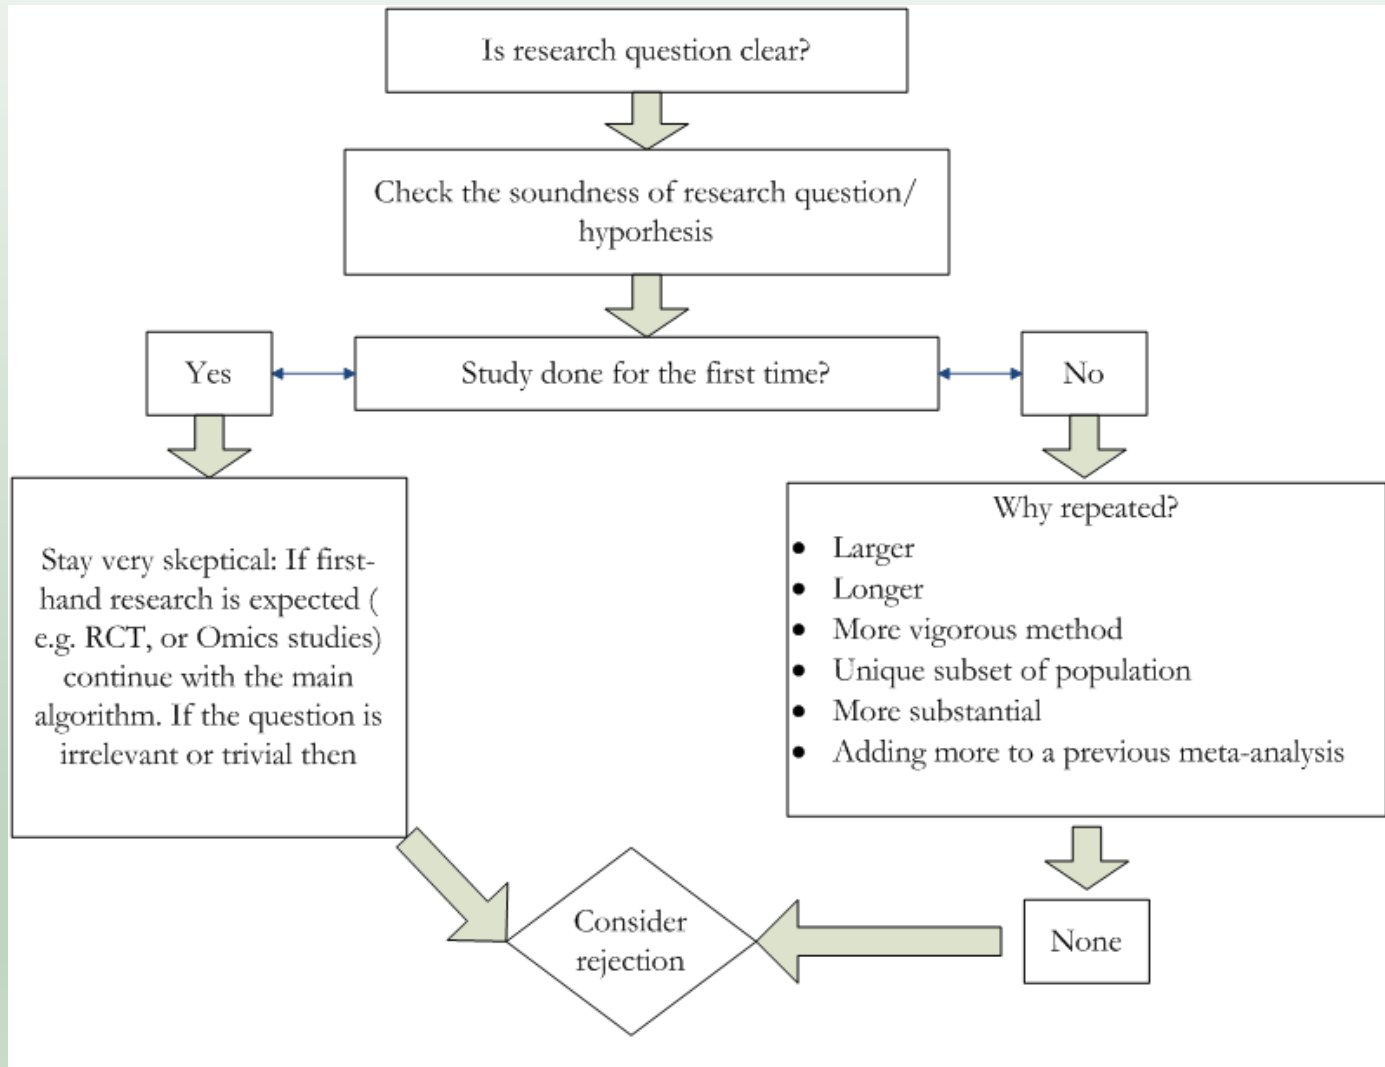 Is research question clear?
Check the soundness of research question/
hyporhesis
Yes
Study done for the first time?
No
Stay very skeptical: If first-
hand research is expected (
e.g. RCT, or Omics studies)
continue with the main
algorithm. If the question is
irrelevant or trivial then
Why repeated?
• Larger
• Longer
• More vigorous method
• Unique subset of population
• More substantial
• Adding more to a previous meta-analysis
Consider
rejection
None